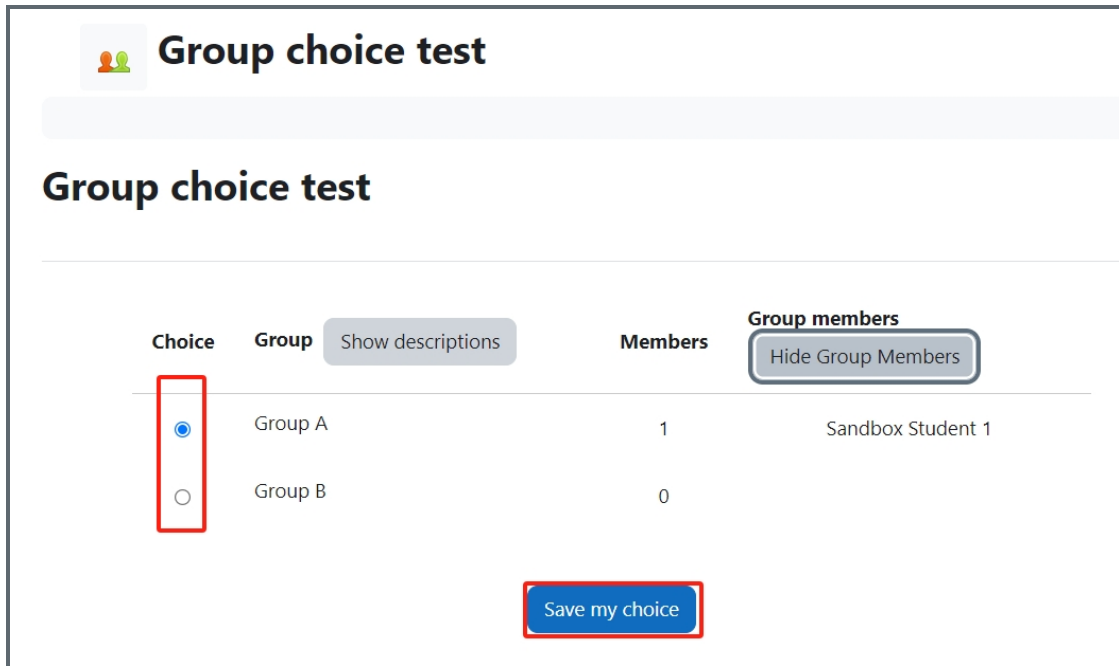 Group choice test
Group choice test
Choice Group Show descriptions Members Group members
Hide Group Members
Group A 1 Sandbox Student 1
Group B 0
Save my choice